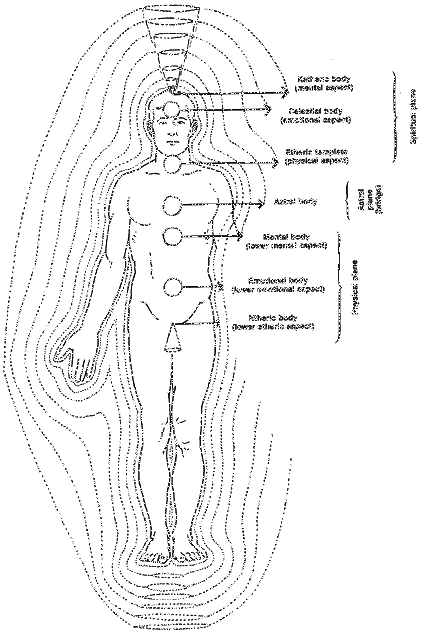 Ketheric body
(mental aspect)
Celestial body
(emotional aspect)
Etheric template
(physical aspect)
Astral body
Mental body
(lower mental aspect)
Emotional body
(lower emotional aspect)
Etheric body
(lower etheric aspect)
Spiritual plane
Astral
plane
(bridge)
Physical plane